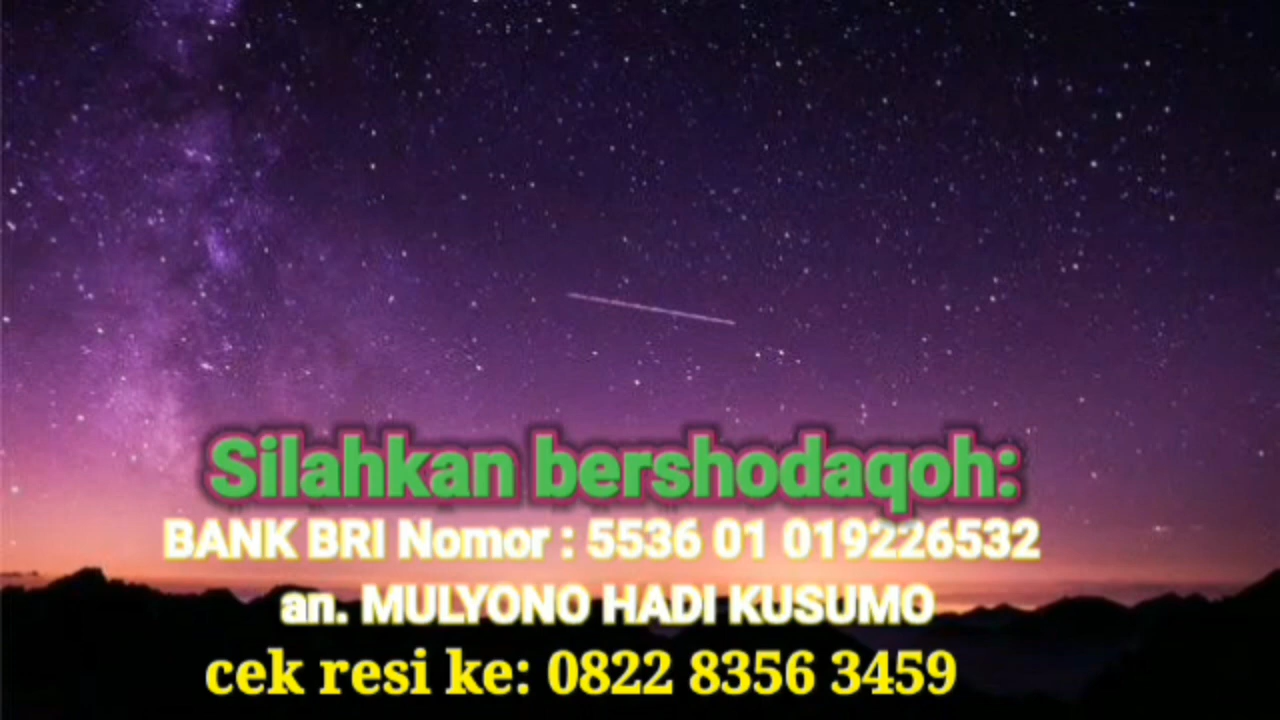 Silahkan bershodaqoh:
BANK BRI Nomor : 5536 01 019226532
an. MULYONO HADI KUSUMO
cek resi ke: 0822 8356 3459